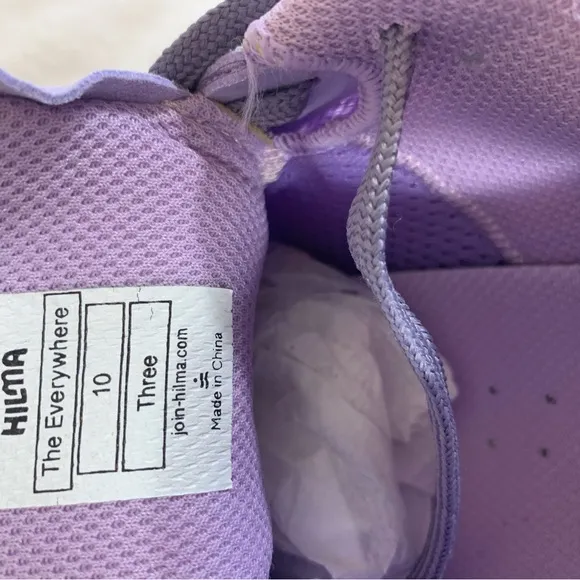 HILMA
The Everywhere
10
Three
join-hilma.com
Made in China